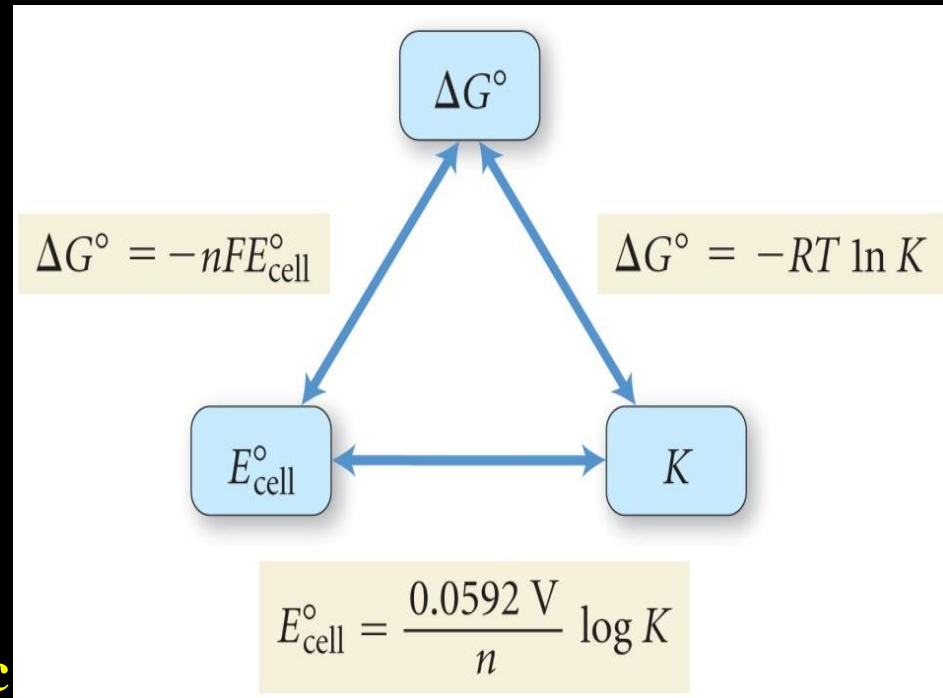 ΔG°
ΔG° = −nFE°cell
ΔG° = −RT ln K
E°cell
K
E°cell = 0.0592 V / n log K
c